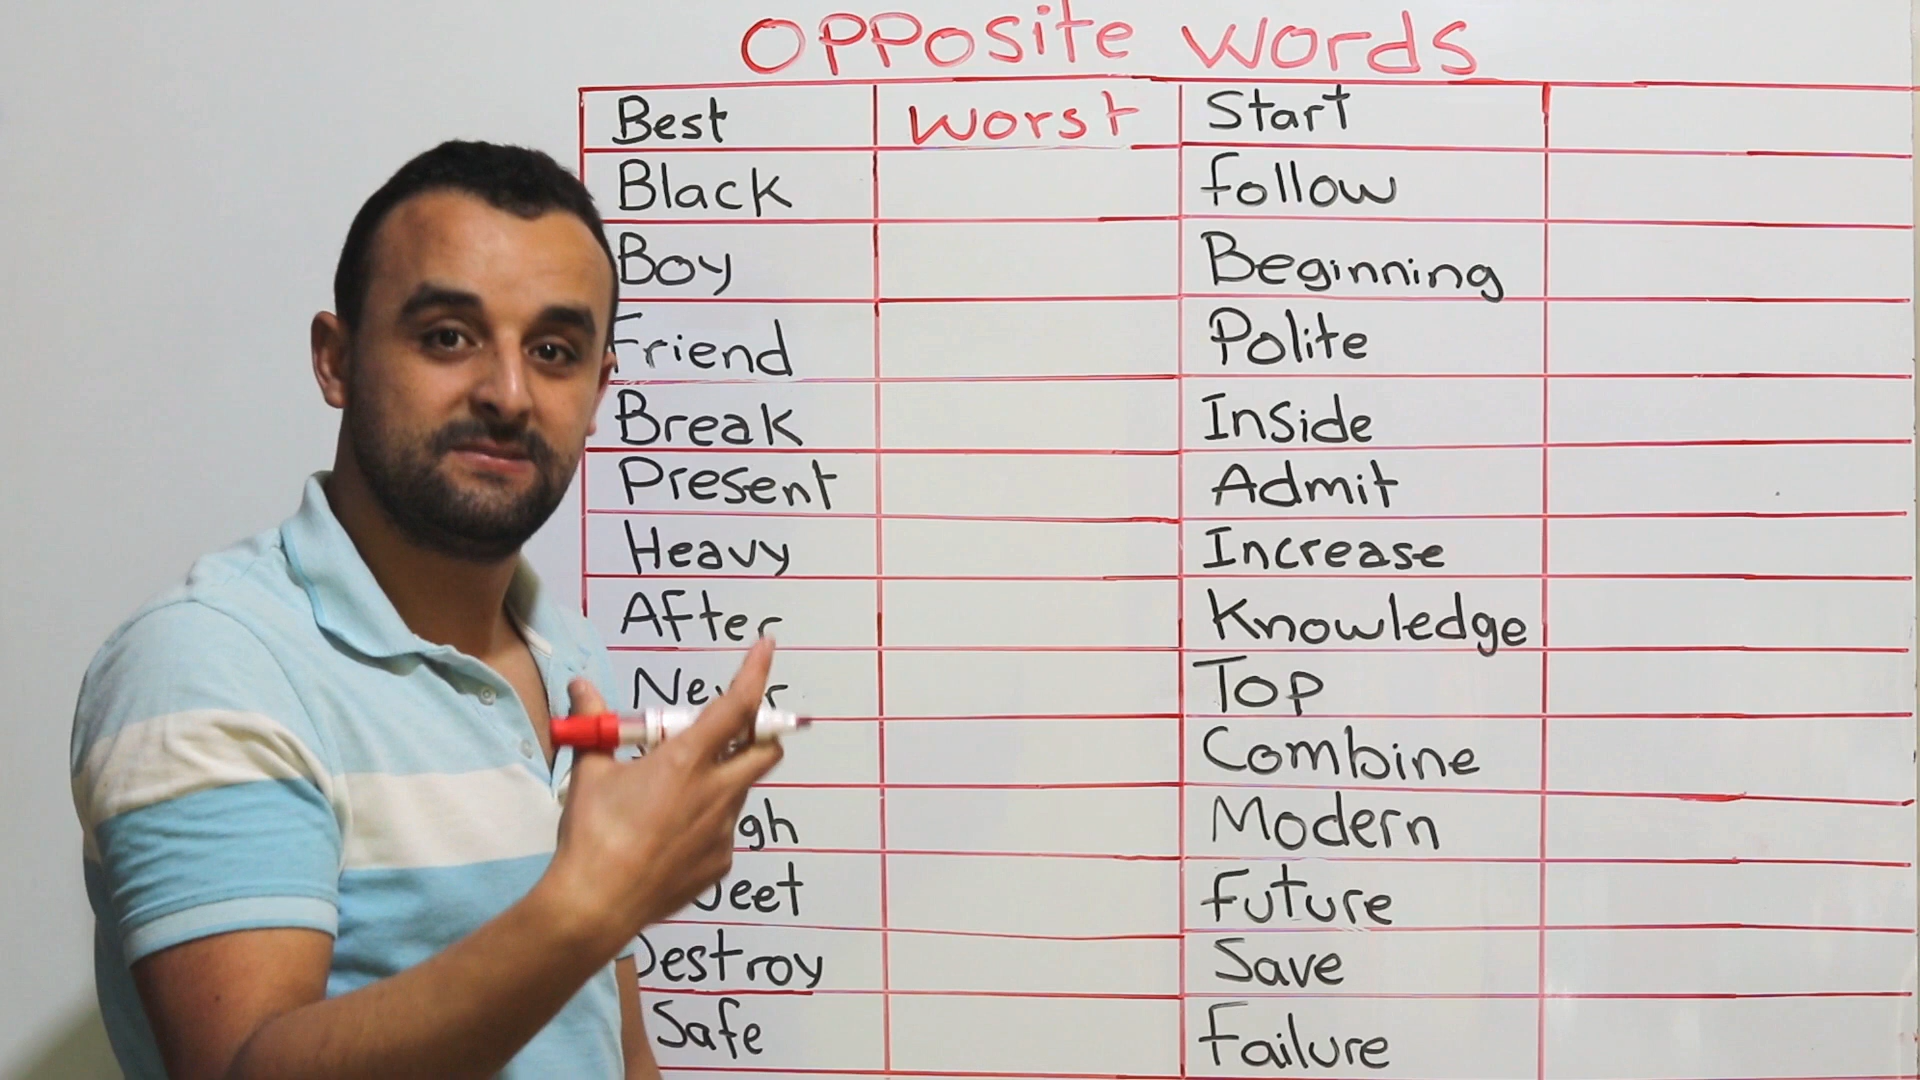 Opposite Words
Best Worst Start
Black follow
Boy Beginning
Friend Polite
Break Inside
Present Admit
Heavy Increase
After Knowledge
Never Top
Combine
Modern
Future
Destroy Save
Safe Failure